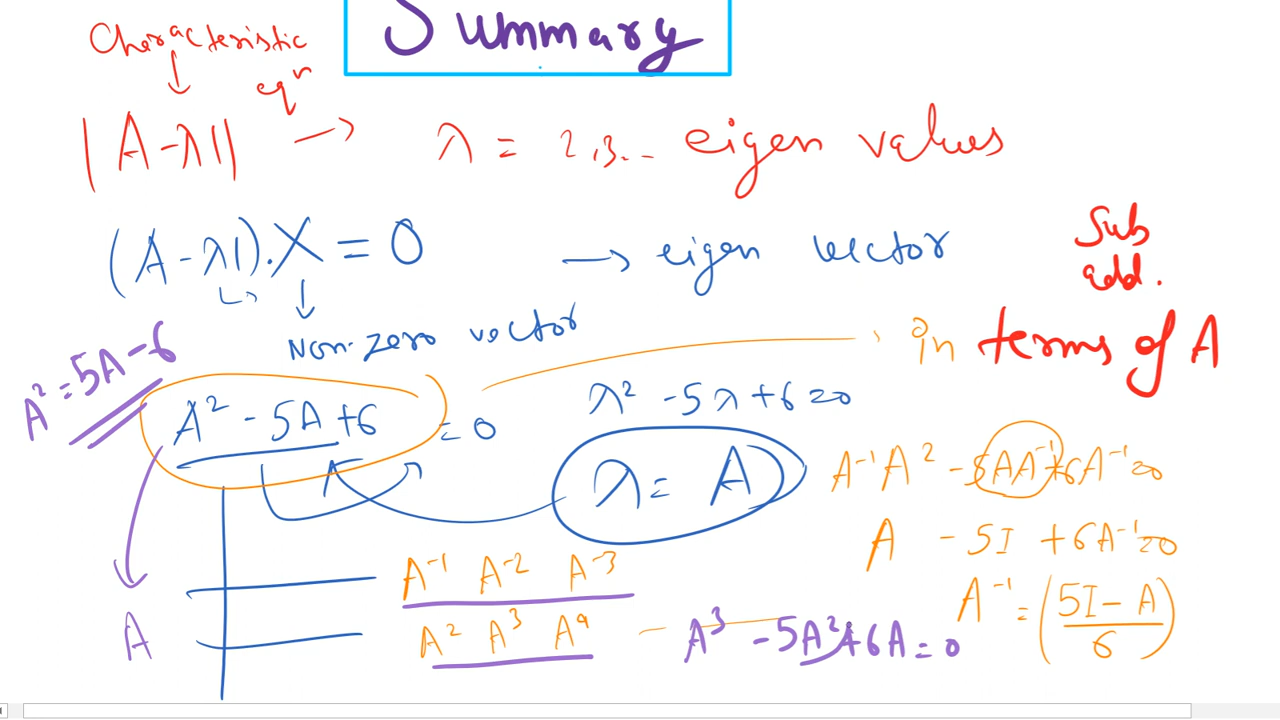 Summary
Characteristic
eqn
|A-λI| → λ = 2,3.. eigen values
(A-λI).X = 0 → eigen vector
Sub
add.
Non-zero vector
in terms of A
A² = 5A-6
A² - 5A +6 = 0
λ² - 5λ + 6 = 0
λ = A
A⁻¹A² - 5AA⁻¹ + 6A⁻¹ = 0
A - 5I + 6A⁻¹ = 0
A⁻¹ A⁻² A⁻³
A⁻¹ = (5I - A / 6)
A
A² A³ A⁴ — A³ - 5A² + 6A = 0